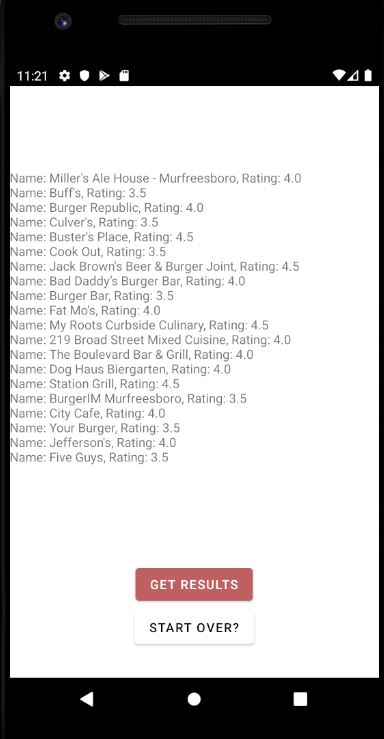 11:21
Name: Miller's Ale House - Murfreesboro, Rating: 4.0
Name: Buff's, Rating: 3.5
Name: Burger Republic, Rating: 4.0
Name: Culver's, Rating: 3.5
Name: Buster's Place, Rating: 4.5
Name: Cook Out, Rating: 3.5
Name: Jack Brown's Beer & Burger Joint, Rating: 4.5
Name: Bad Daddy's Burger Bar, Rating: 4.0
Name: Burger Bar, Rating: 3.5
Name: Fat Mo's, Rating: 4.0
Name: My Roots Curbside Culinary, Rating: 4.5
Name: 219 Broad Street Mixed Cuisine, Rating: 4.0
Name: The Boulevard Bar & Grill, Rating: 4.0
Name: Dog Haus Biergarten, Rating: 4.0
Name: Station Grill, Rating: 4.5
Name: BurgerIM Murfreesboro, Rating: 3.5
Name: City Cafe, Rating: 4.0
Name: Your Burger, Rating: 3.5
Name: Jefferson's, Rating: 4.0
Name: Five Guys, Rating: 3.5
GET RESULTS
START OVER?